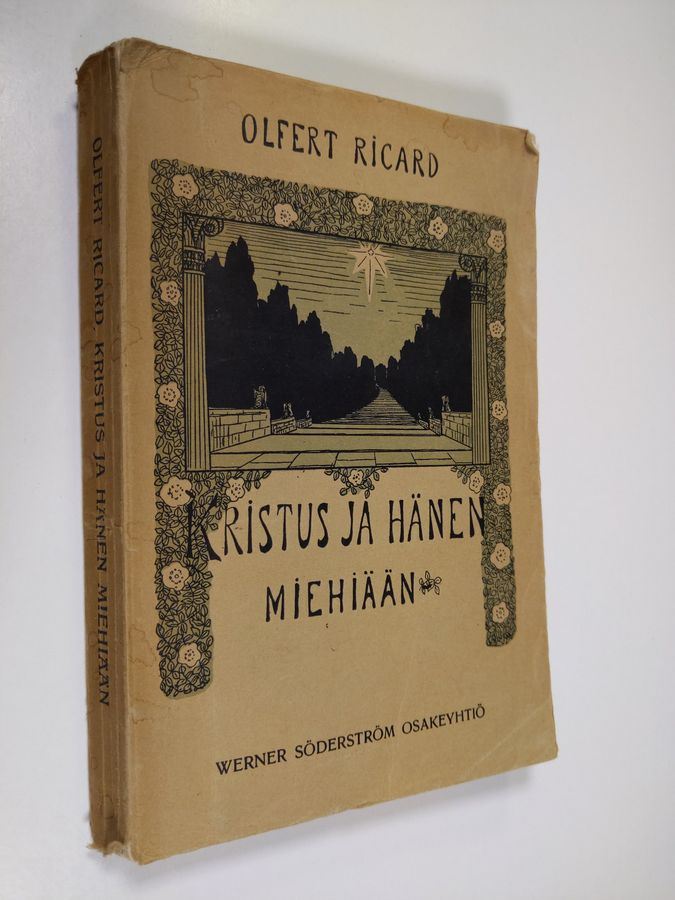 OLFERT RICARD
KRISTUS JA HÄNEN
MIEHIÄÄN
WERNER SÖDERSTRÖM OSAKEYHTIÖ
OLFERT RICARD, KRISTUS JA HÄNEN MIEHIÄÄN